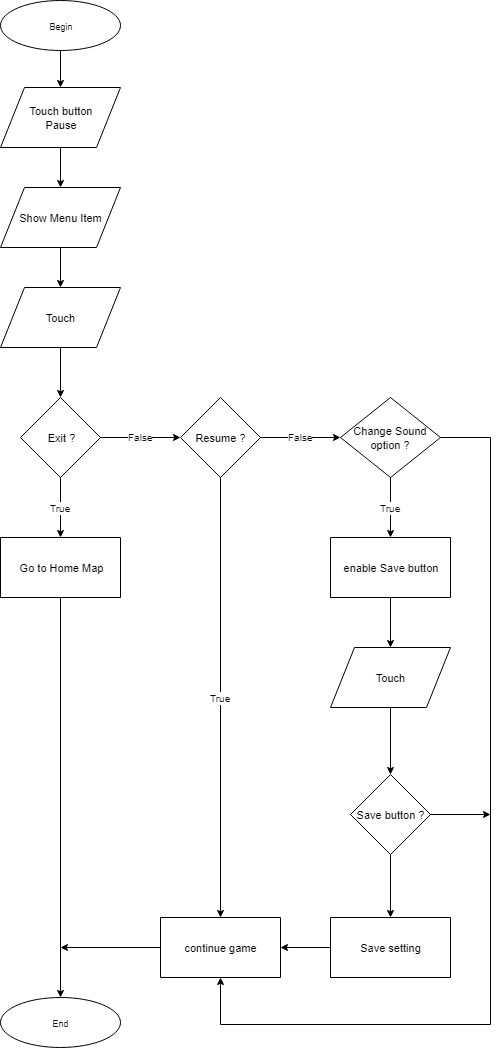 Begin
Touch button
Pause
Show Menu Item
Touch
Exit ?
False
Resume ?
False
Change Sound
option ?
True
True
Go to Home Map
enable Save button
Touch
True
Save button ?
continue game
Save setting
End